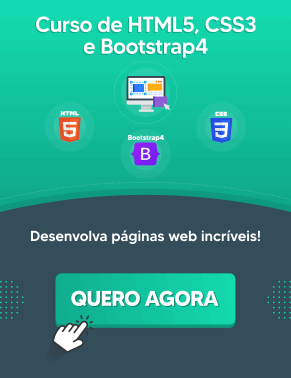 Curso de HTML5, CSS3
e Bootstrap4
HTML
5
CSS
3
Bootstrap4
B
Desenvolva páginas web incríveis!
QUERO AGORA